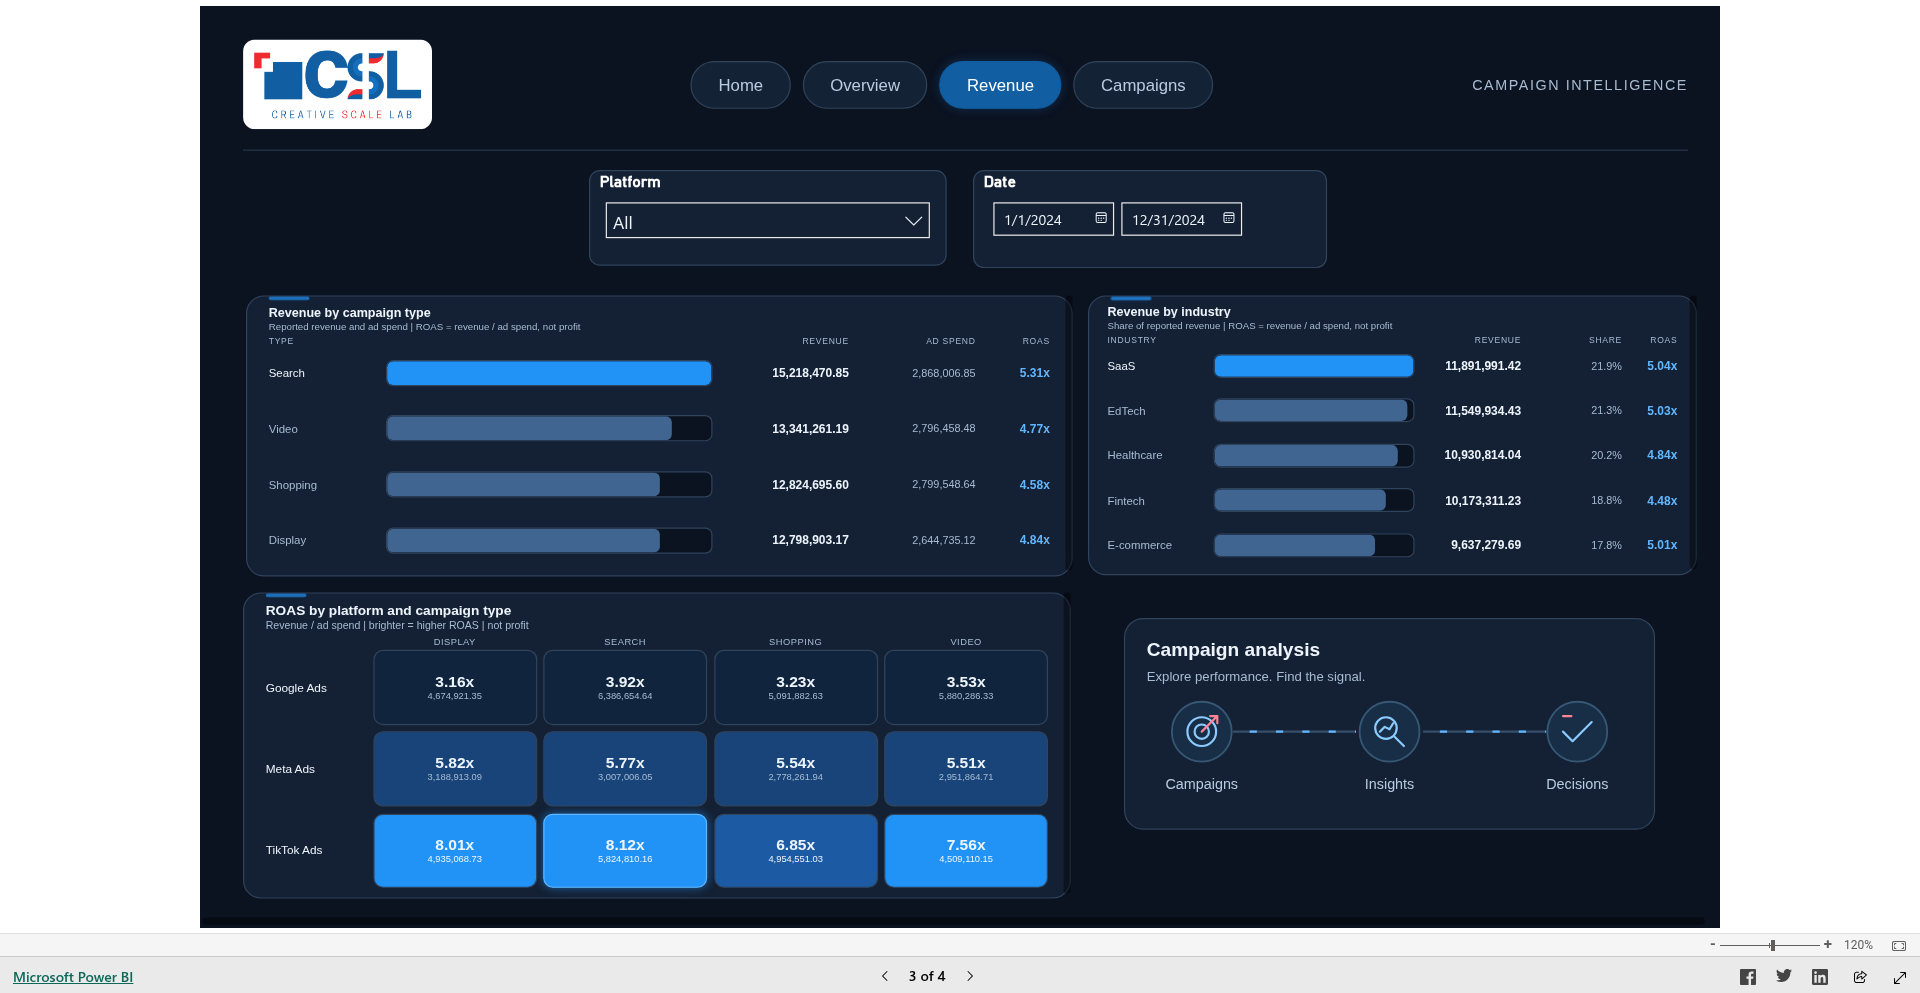 CSL
CREATIVE SCALE LAB
Home
Overview
Revenue
Campaigns
CAMPAIGN INTELLIGENCE
Platform
All
Date
1/1/2024
12/31/2024
Revenue by campaign type
Reported revenue and ad spend | ROAS = revenue / ad spend, not profit
TYPE REVENUE AD SPEND ROAS
Search 15,218,470.85 2,868,006.85 5.31x
Video 13,341,261.19 2,796,458.48 4.77x
Shopping 12,824,695.60 2,799,548.64 4.58x
Display 12,798,903.17 2,644,735.12 4.84x
Revenue by industry
Share of reported revenue | ROAS = revenue / ad spend, not profit
INDUSTRY REVENUE SHARE ROAS
SaaS 11,891,991.42 21.9% 5.04x
EdTech 11,549,934.43 21.3% 5.03x
Healthcare 10,930,814.04 20.2% 4.84x
Fintech 10,173,311.23 18.8% 4.48x
E-commerce 9,637,279.69 17.8% 5.01x
ROAS by platform and campaign type
Revenue / ad spend | brighter = higher ROAS | not profit
DISPLAY SEARCH SHOPPING VIDEO
Google Ads
3.16x 3.92x 3.23x 3.53x
4,674,921.35 6,386,654.64 5,091,882.63 5,880,286.33
Meta Ads
5.82x 5.77x 5.54x 5.51x
3,188,913.09 3,007,006.05 2,778,261.94 2,951,864.71
TikTok Ads
8.01x 8.12x 6.85x 7.56x
4,935,068.73 5,824,810.16 4,954,551.03 4,509,110.15
Campaign analysis
Explore performance. Find the signal.
Campaigns
Insights
Decisions
- + 120%
Microsoft Power BI
3 of 4